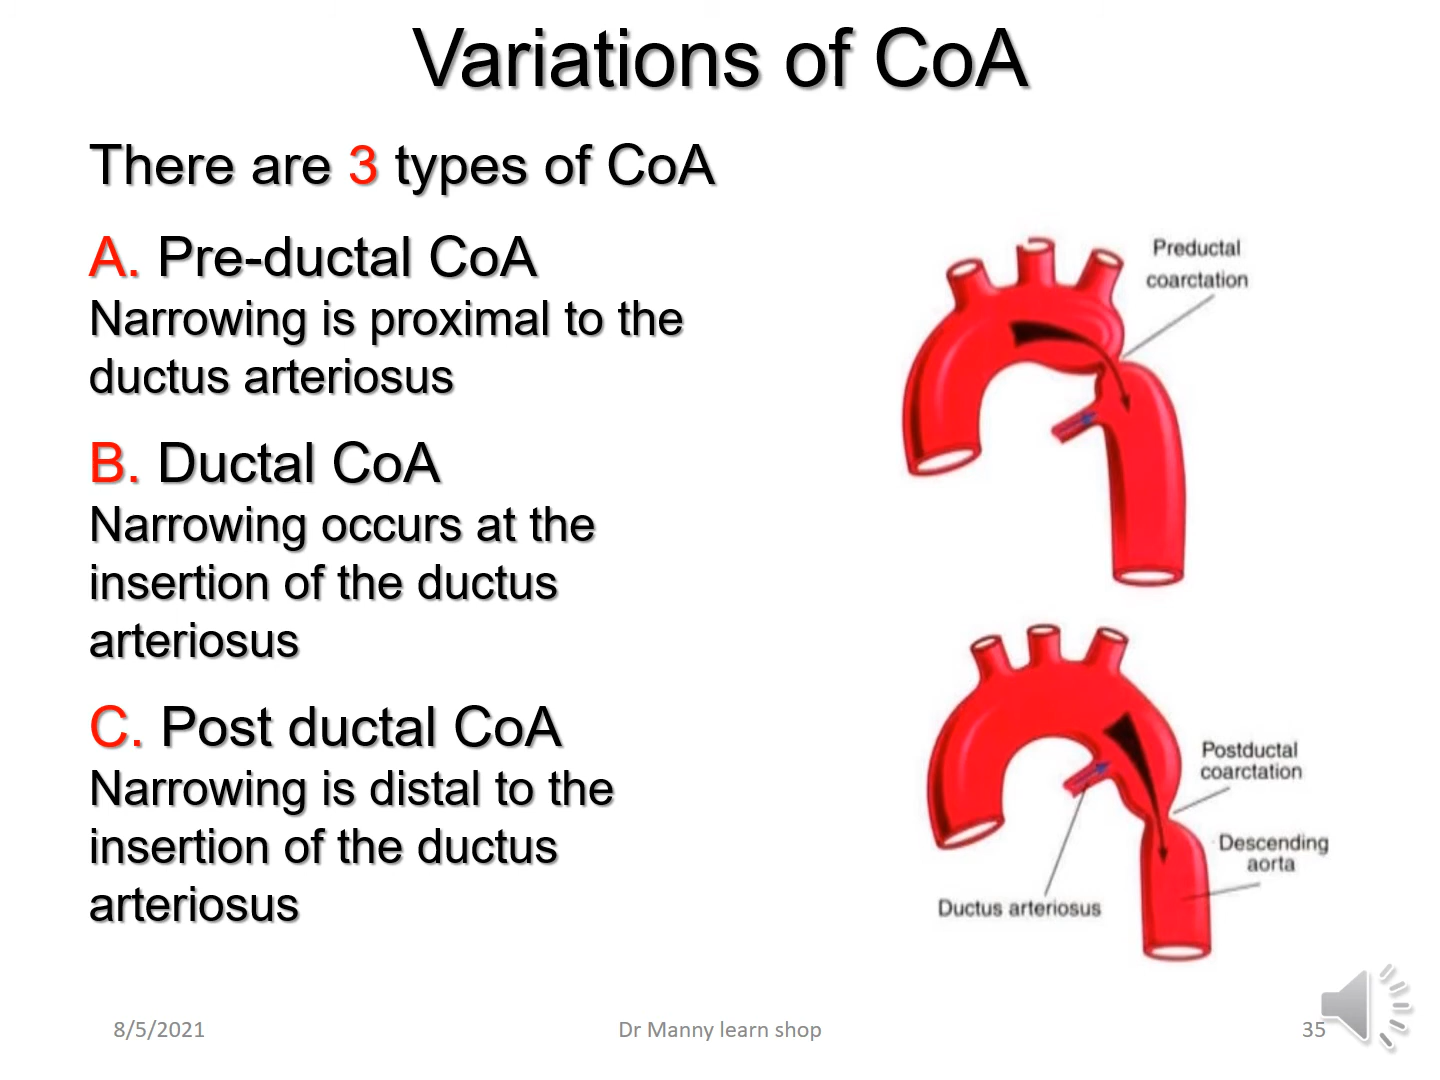 Variations of CoA
There are 3 types of CoA
A. Pre-ductal CoA
Narrowing is proximal to the
ductus arteriosus
B. Ductal CoA
Narrowing occurs at the
insertion of the ductus
arteriosus
C. Post ductal CoA
Narrowing is distal to the
insertion of the ductus
arteriosus
Preductal
coarctation
Postductal
coarctation
Descending
aorta
Ductus arteriosus
8/5/2021
Dr Manny learn shop
35